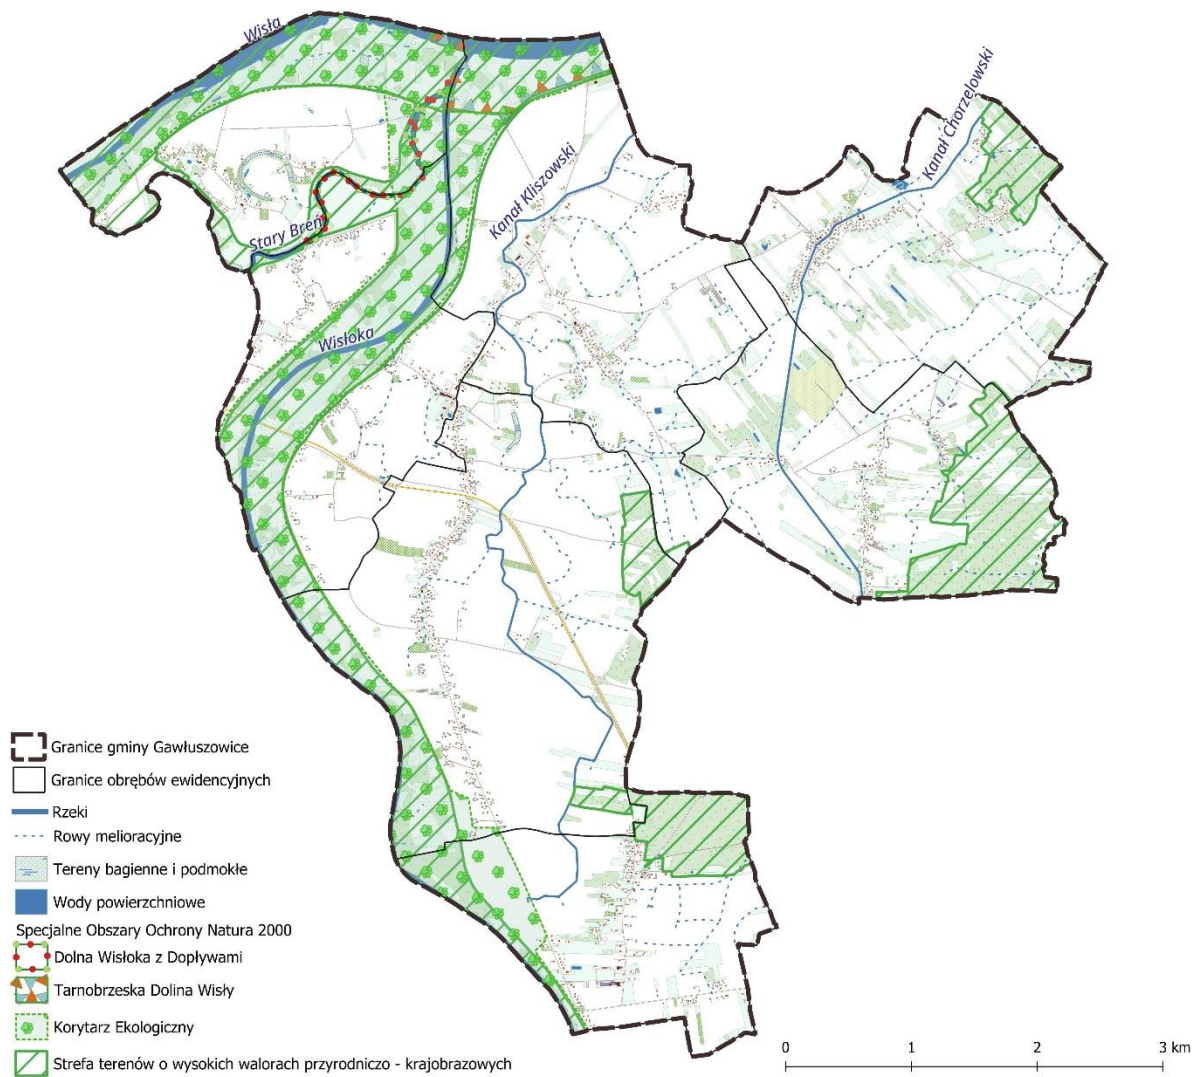 Wisła
Kanał Chorzelowski
Kanał Kliszowski
Stary Breń
Wisłoka
Granice gminy Gawłuszowice
Granice obrębów ewidencyjnych
Rzeki
Rowy melioracyjne
Tereny bagienne i podmokłe
Wody powierzchniowe
Specjalne Obszary Ochrony Natura 2000
Dolna Wisłoka z Dopływami
Tarnobrzeska Dolina Wisły
Korytarz Ekologiczny
Strefa terenów o wysokich walorach przyrodniczo - krajobrazowych
0 1 2 3 km